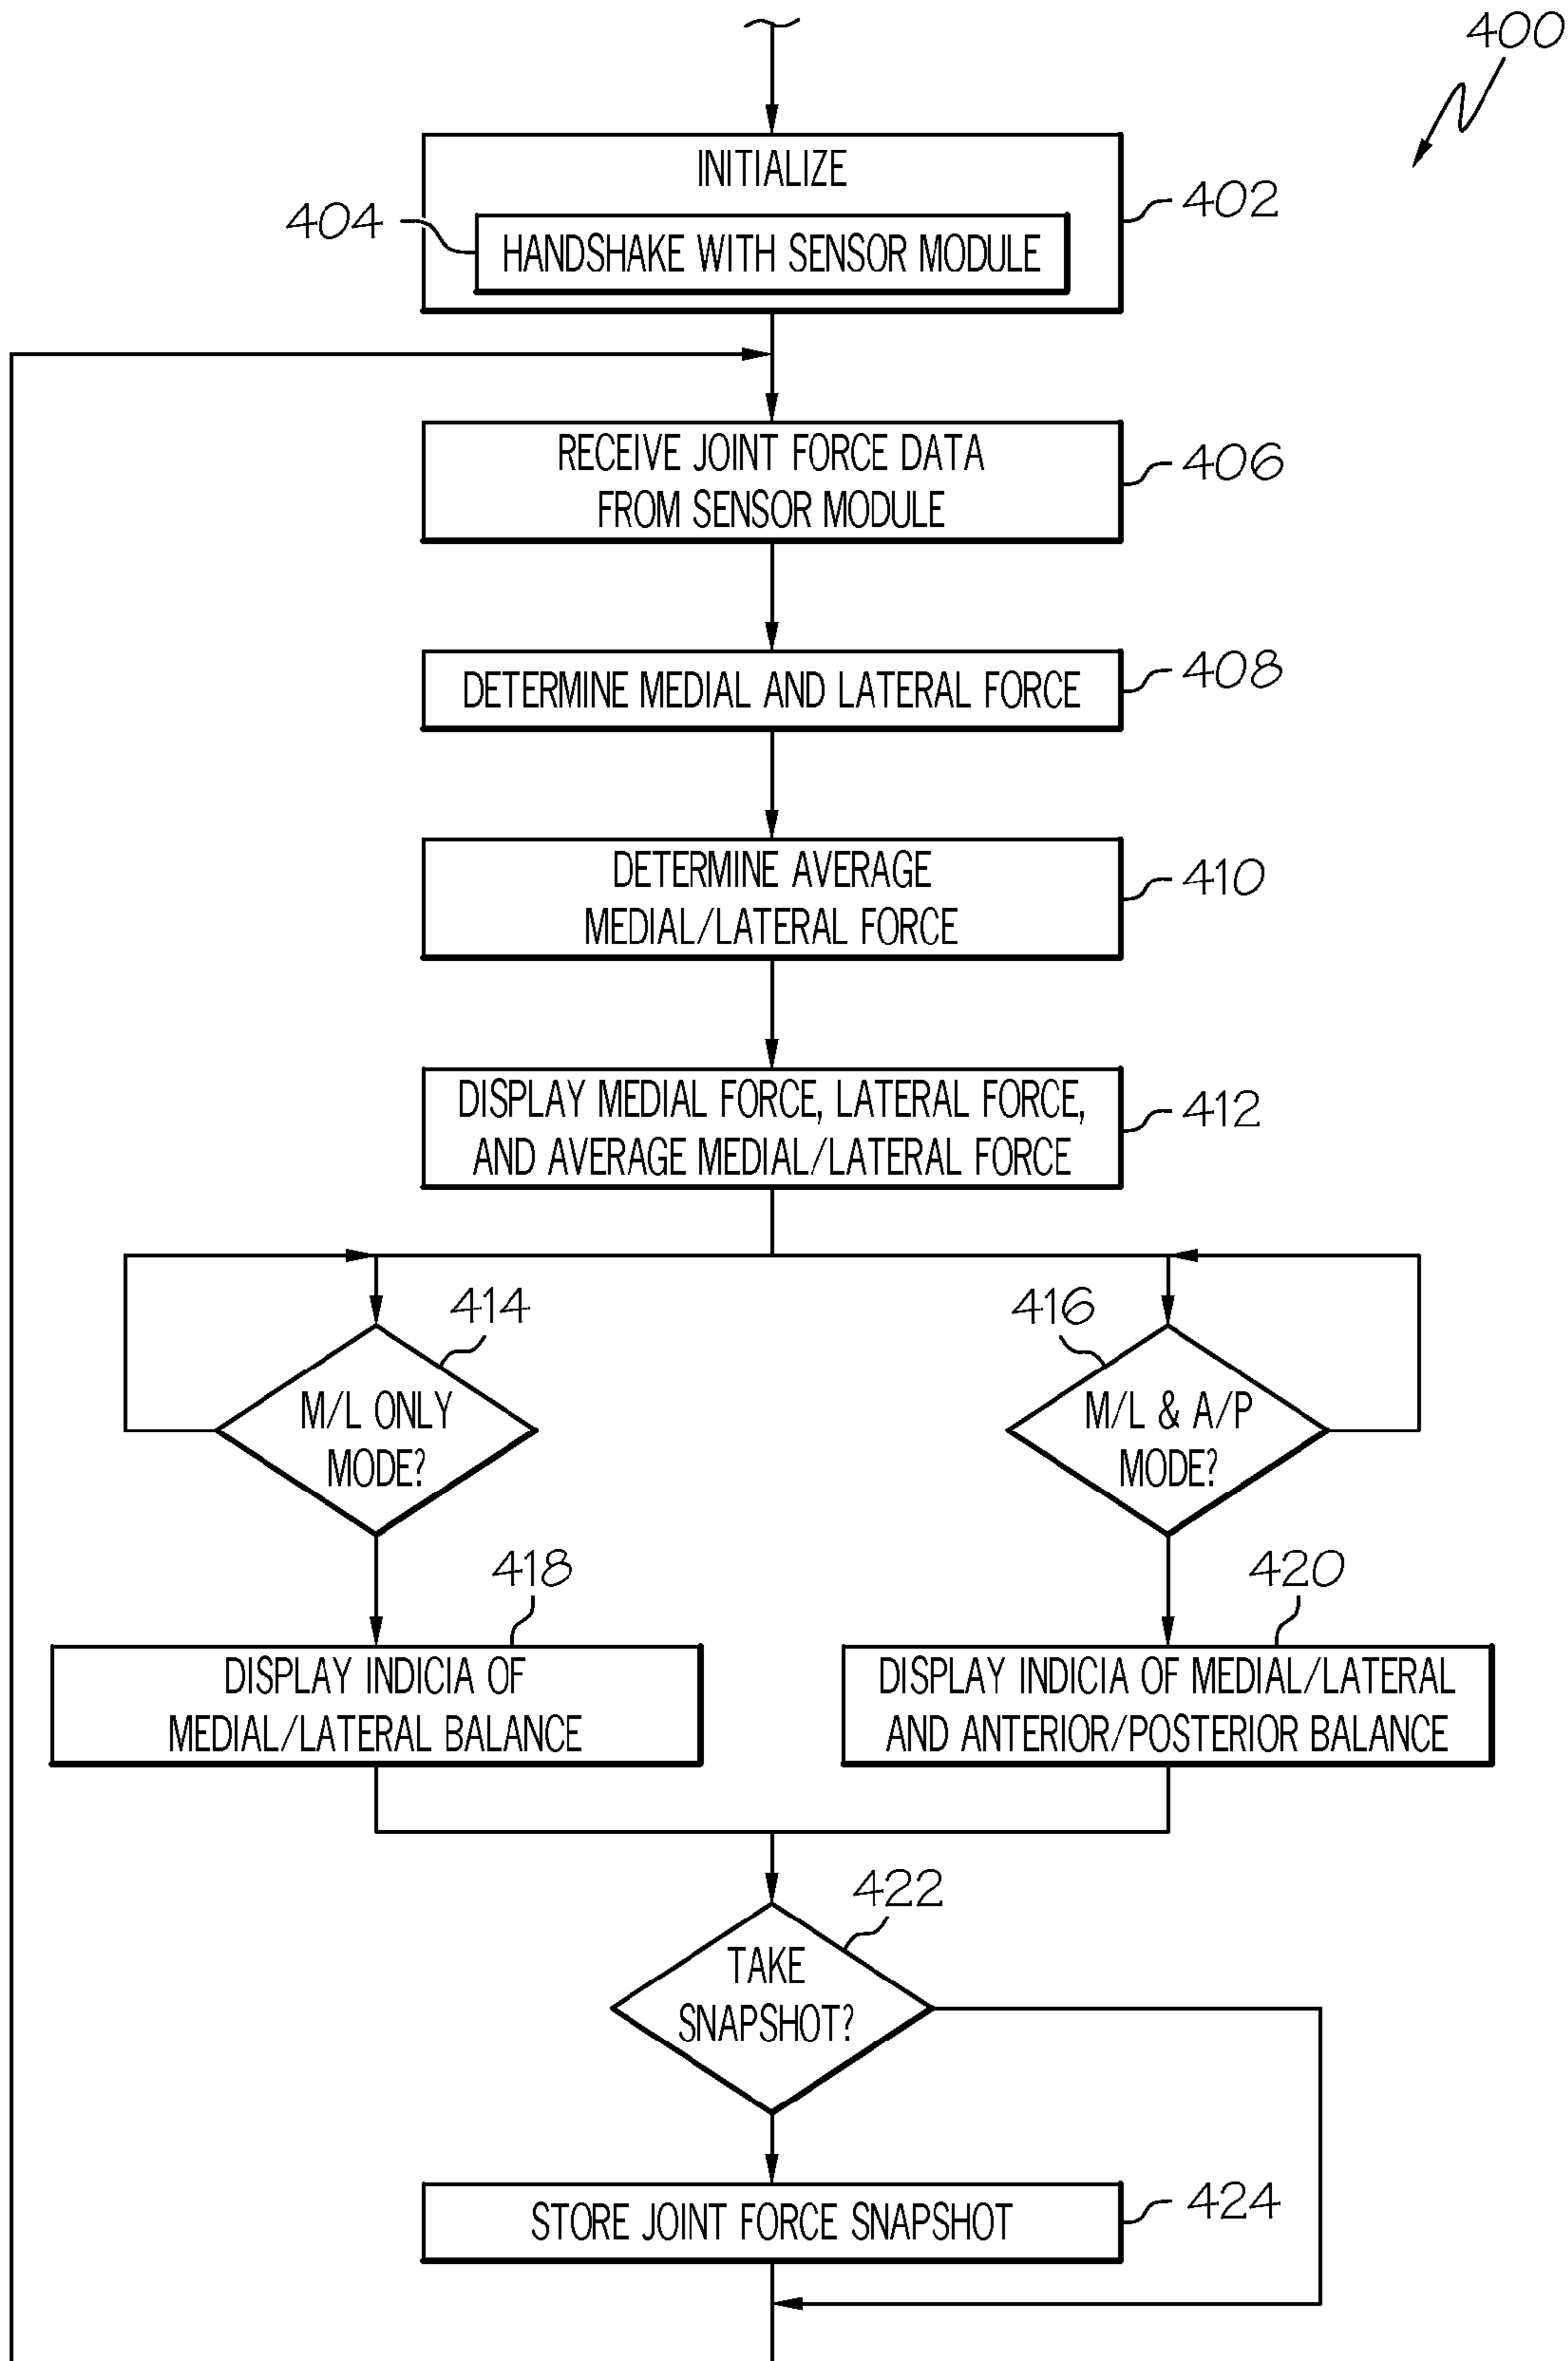 400
INITIALIZE
402
404
HANDSHAKE WITH SENSOR MODULE
RECEIVE JOINT FORCE DATA
FROM SENSOR MODULE
406
DETERMINE MEDIAL AND LATERAL FORCE
408
DETERMINE AVERAGE
MEDIAL/LATERAL FORCE
410
DISPLAY MEDIAL FORCE, LATERAL FORCE,
AND AVERAGE MEDIAL/LATERAL FORCE
412
414
M/L ONLY
MODE?
416
M/L & A/P
MODE?
418
DISPLAY INDICIA OF
MEDIAL/LATERAL BALANCE
420
DISPLAY INDICIA OF MEDIAL/LATERAL
AND ANTERIOR/POSTERIOR BALANCE
422
TAKE
SNAPSHOT?
STORE JOINT FORCE SNAPSHOT
424